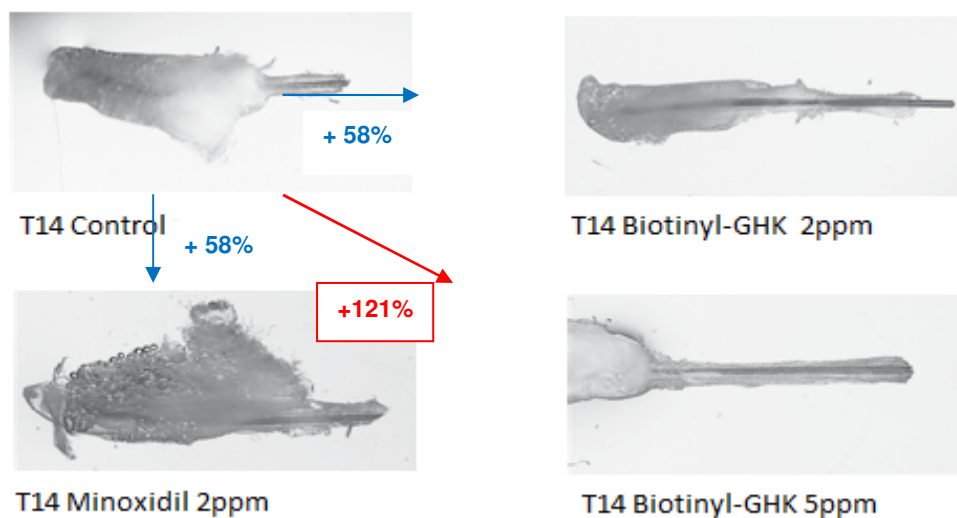 + 58%
T14 Control
T14 Biotinyl-GHK 2ppm
+ 58%
+121%
T14 Minoxidil 2ppm
T14 Biotinyl-GHK 5ppm